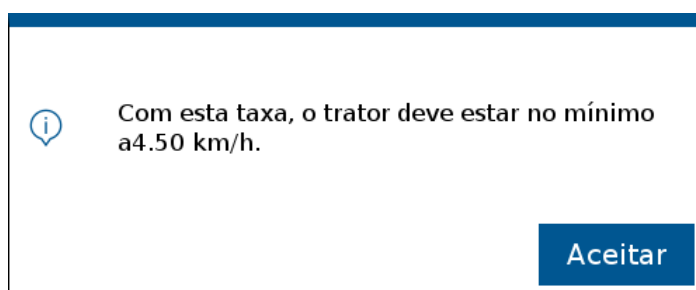 Com esta taxa, o trator deve estar no mínimo
a4.50 km/h.
Aceitar